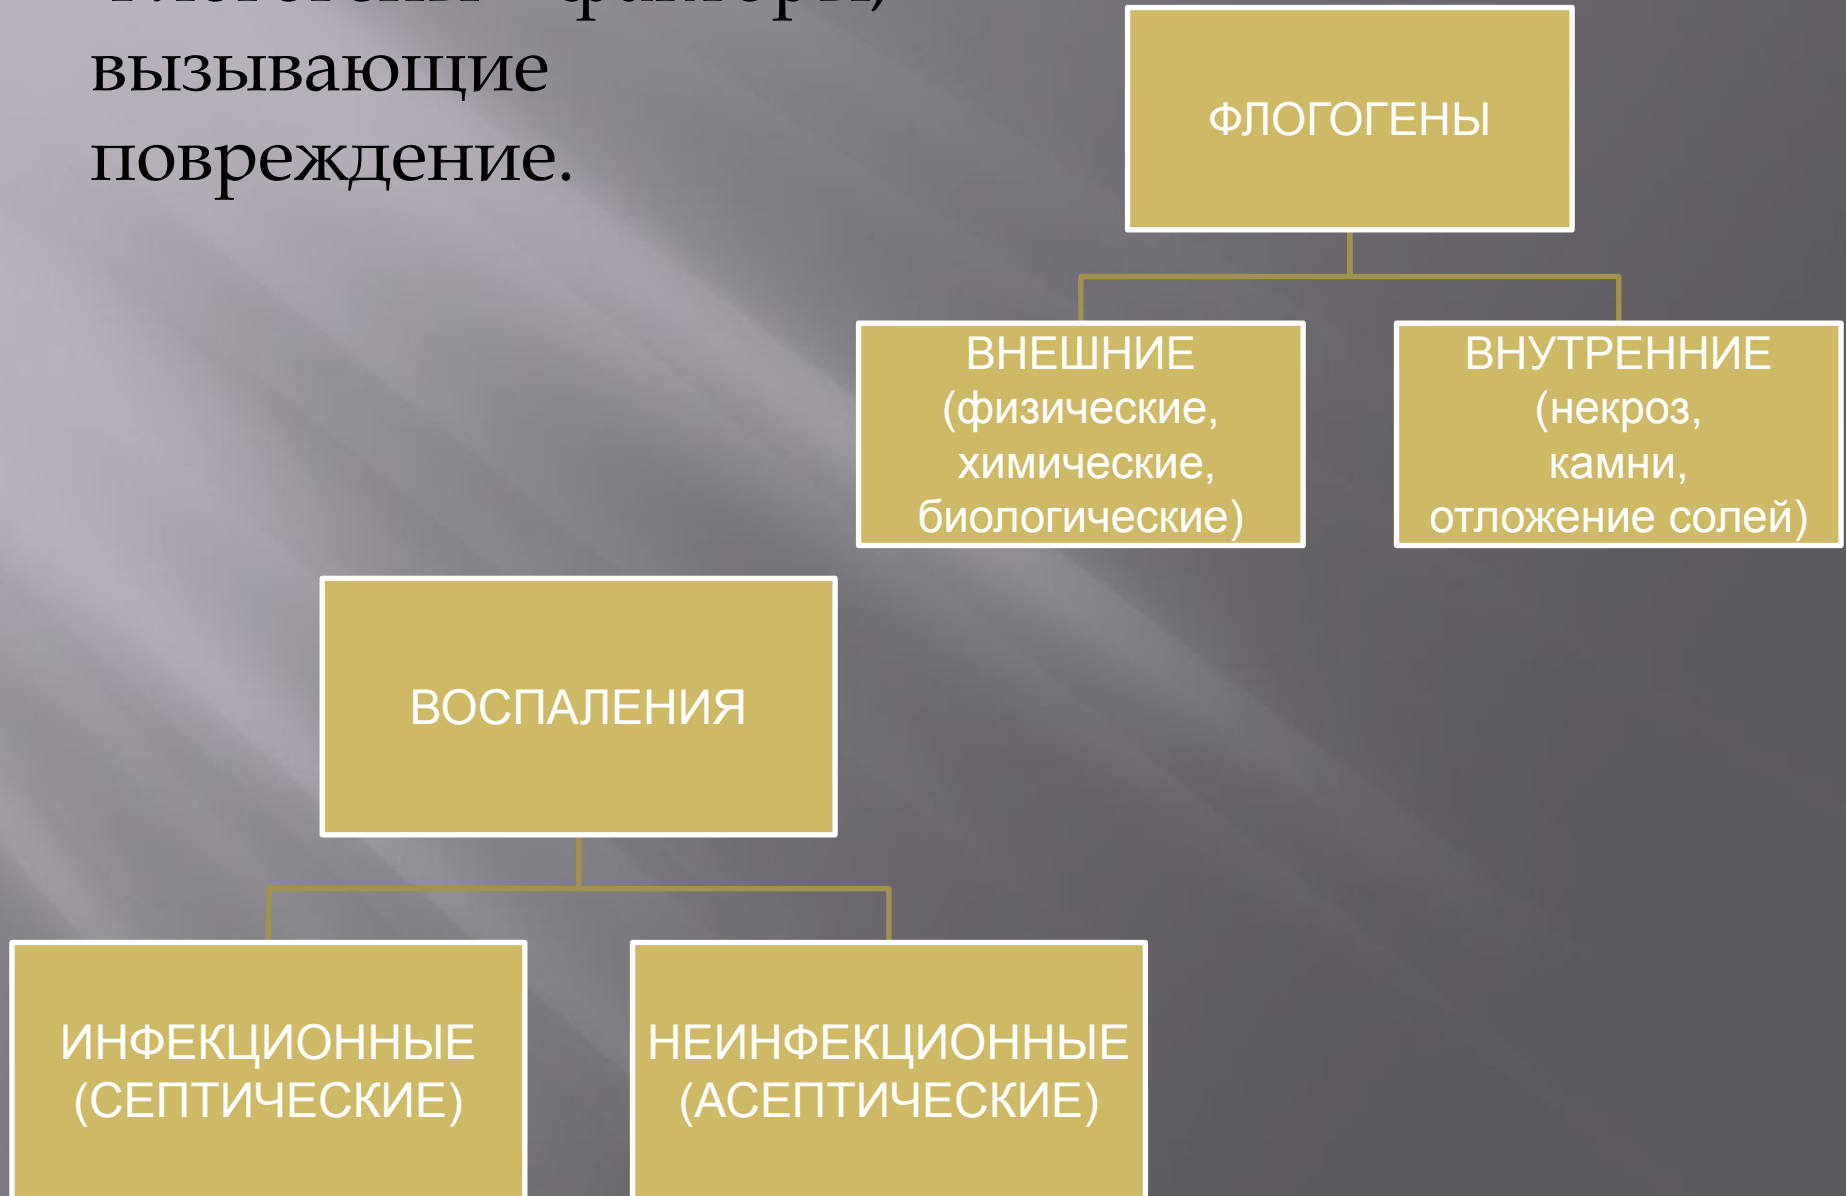 вызывающие
повреждение.
ФЛОГОГЕНЫ
ВНЕШНИЕ
(физические,
химические,
биологические)
ВНУТРЕННИЕ
(некроз,
камни,
отложение солей)
ВОСПАЛЕНИЯ
ИНФЕКЦИОННЫЕ
(СЕПТИЧЕСКИЕ)
НЕИНФЕКЦИОННЫЕ
(АСЕПТИЧЕСКИЕ)